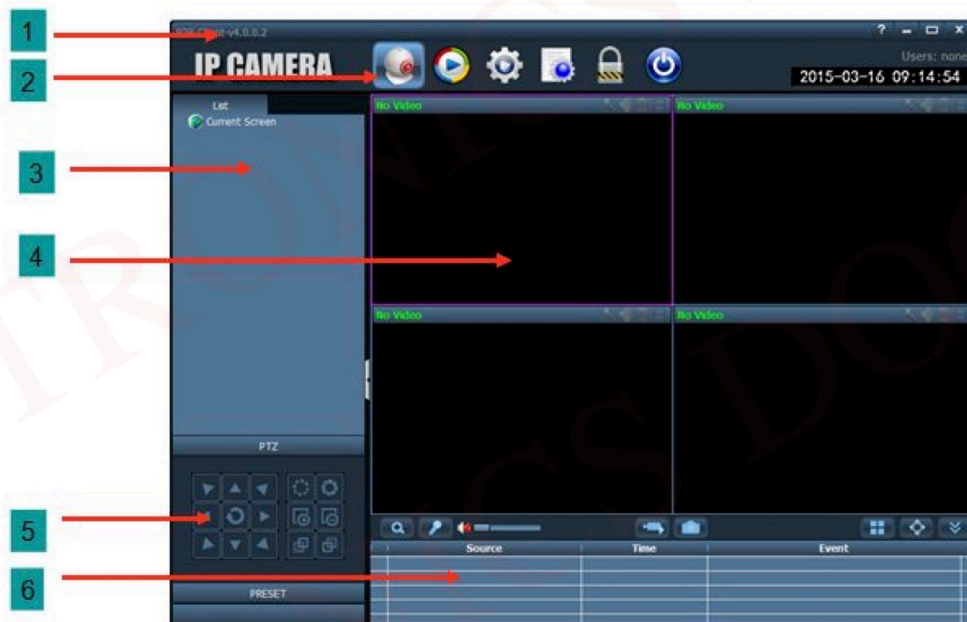 1
? – □ x
2
IP CAMERA
Users: none
2015-03-16 09:14:54
List
Current Screen
No Video
No Video
3
4
No Video
No Video
PTZ
5
Source Time Event
6
PRESET